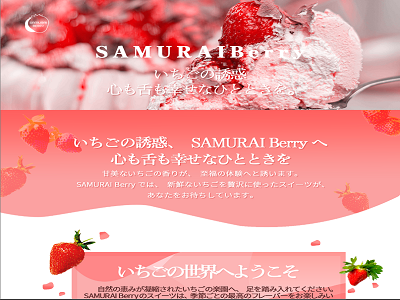 SAMURAIBerry
いちごの誘惑
心も舌も幸せなひとときを。
いちごの誘惑、 SAMURAI Berry へ
心も舌も幸せなひとときを
甘美ないちごの香りが、 至福の体験へと誘います。
SAMURAI Berry では、 新鮮ないちごを贅沢に使ったスイーツが、
あなたをお待ちしています。
いちごの世界へようこそ
自然の恵みが凝縮されたいちごの楽園へ、 足を踏み入れてください。
SAMURAI Berryのスイーツは、季節ごとの最高のフレーバーをお楽しみい